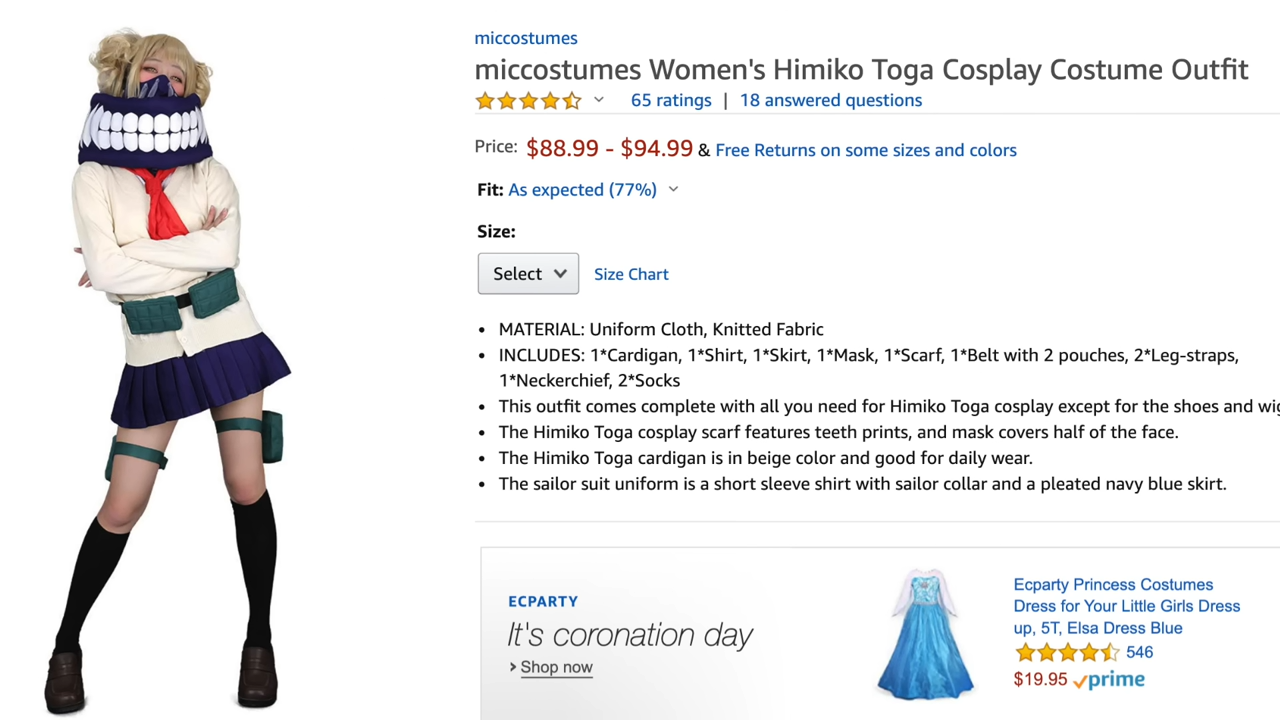 miccostumes
miccostumes Women's Himiko Toga Cosplay Costume Outfit
65 ratings | 18 answered questions
Price: $88.99 - $94.99 & Free Returns on some sizes and colors
Fit: As expected (77%)
Size:
Select Size Chart
• MATERIAL: Uniform Cloth, Knitted Fabric
• INCLUDES: 1*Cardigan, 1*Shirt, 1*Skirt, 1*Mask, 1*Scarf, 1*Belt with 2 pouches, 2*Leg-straps,
1*Neckerchief, 2*Socks
• This outfit comes complete with all you need for Himiko Toga cosplay except for the shoes and
• The Himiko Toga cosplay scarf features teeth prints, and mask covers half of the face.
• The Himiko Toga cardigan is in beige color and good for daily wear.
• The sailor suit uniform is a short sleeve shirt with sailor collar and a pleated navy blue skirt.
ECPARTY
It's coronation day
› Shop now
Ecparty Princess Costumes
Dress for Your Little Girls Dress
up, 5T, Elsa Dress Blue
546
$19.95 prime